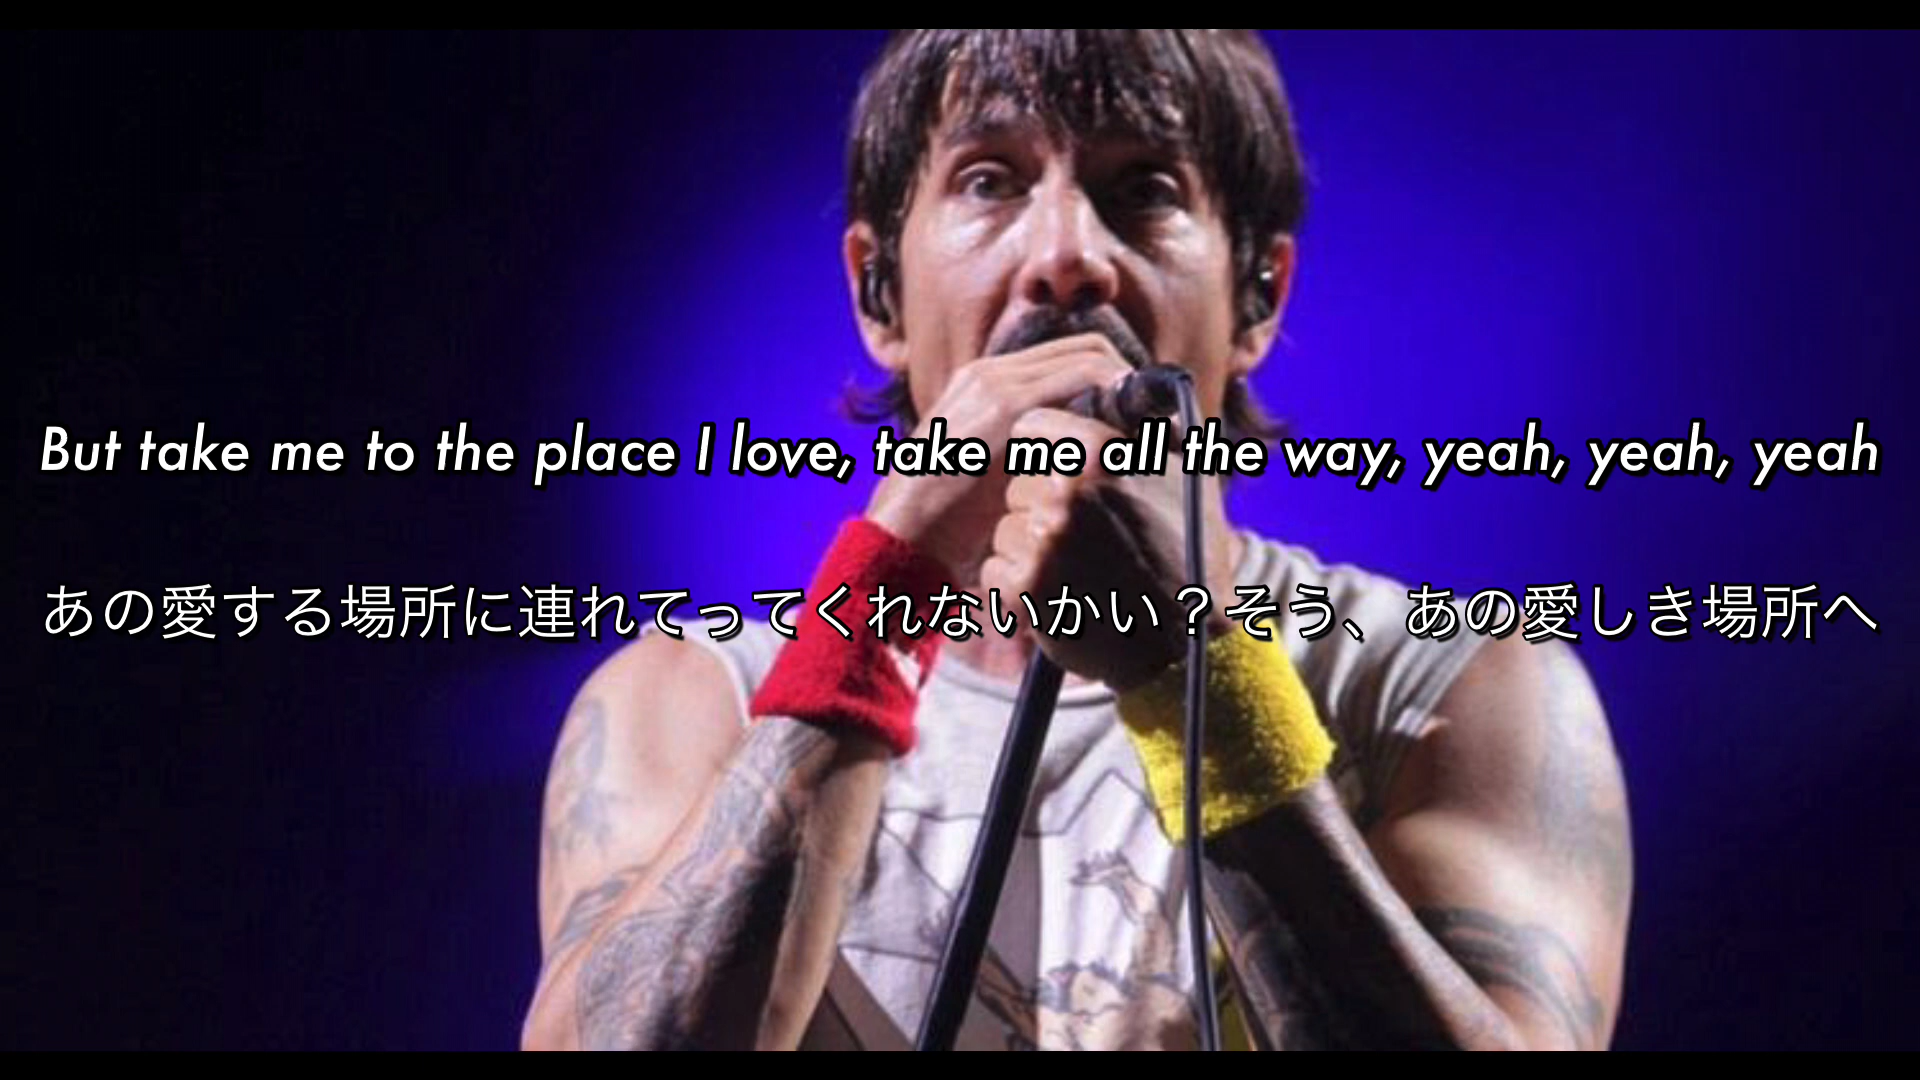 But take me to the place I love, take me all the way, yeah, yeah, yeah
あの愛する場所に連れてってくれないかい？そう、あの愛しき場所へ